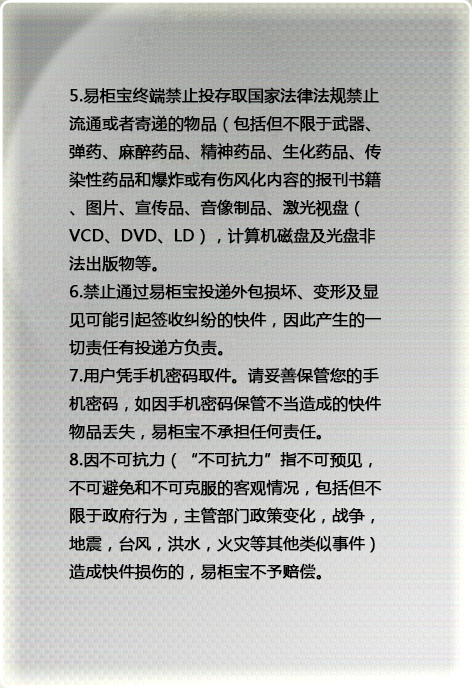 5.易柜宝终端禁止投存取国家法律法规禁止
流通或者寄递的物品（包括但不限于武器、
弹药、麻醉药品、精神药品、生化药品、传
染性药品和爆炸或有伤风化内容的报刊书籍
、图片、宣传品、音像制品、激光视盘（
VCD、DVD、LD），计算机磁盘及光盘非
法出版物等。
6.禁止通过易柜宝投递外包损坏、变形及显
见可能引起签收纠纷的快件，因此产生的一
切责任有投递方负责。
7.用户凭手机密码取件。请妥善保管您的手
机密码，如因手机密码保管不当造成的快件
物品丢失，易柜宝不承担任何责任。
8.因不可抗力（“不可抗力”指不可预见，
不可避免和不可克服的客观情况，包括但不
限于政府行为，主管部门政策变化，战争，
地震，台风，洪水，火灾等其他类似事件）
造成快件损伤的，易柜宝不予赔偿。